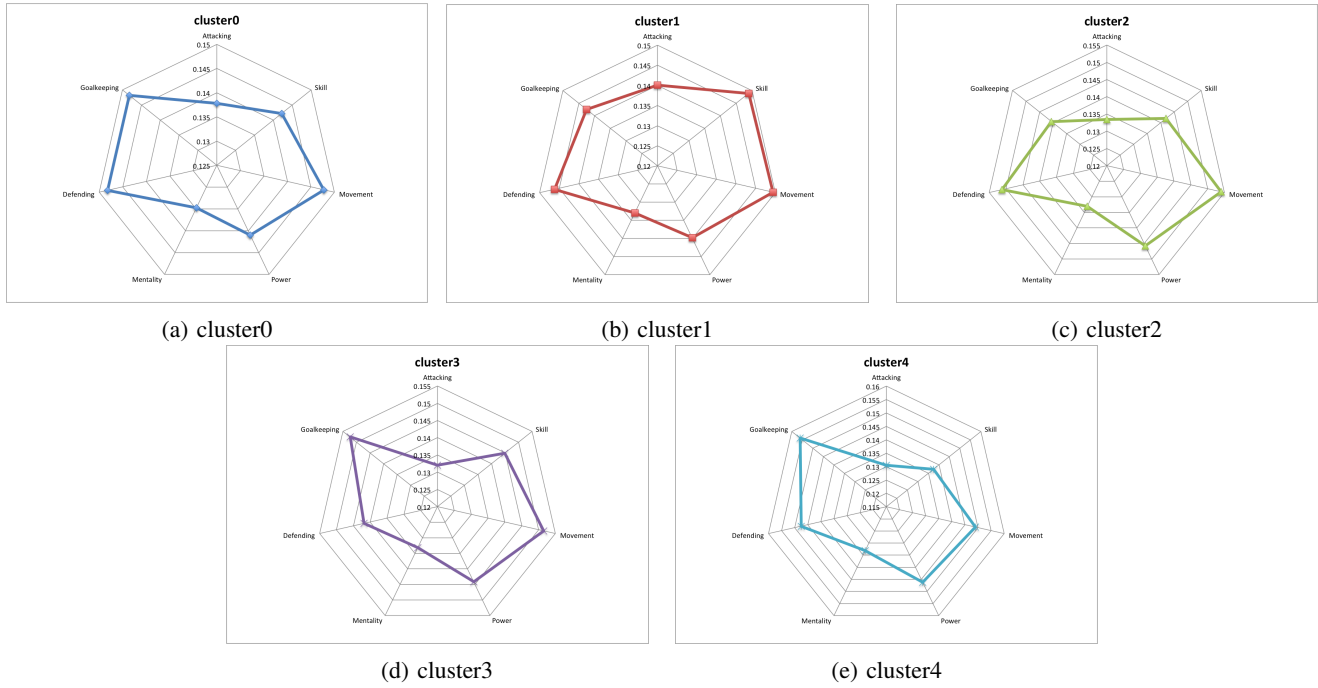 cluster0
Attacking
0.15
0.145
0.14
0.135
0.13
0.125
Goalkeeping
Skill
Defending
Movement
Mentality
Power
(a) cluster0
cluster1
Attacking
0.15
0.145
0.14
0.135
0.13
0.125
0.12
Goalkeeping
Skill
Defending
Movement
Mentality
Power
(b) cluster1
cluster2
Attacking
0.155
0.15
0.145
0.14
0.135
0.13
0.125
0.12
Goalkeeping
Skill
Defending
Movement
Mentality
Power
(c) cluster2
cluster3
Attacking
0.155
0.15
0.145
0.14
0.135
0.13
0.125
0.12
Goalkeeping
Skill
Defending
Movement
Mentality
Power
(d) cluster3
cluster4
Attacking
0.16
0.155
0.15
0.145
0.14
0.135
0.13
0.125
0.12
0.115
Goalkeeping
Skill
Defending
Movement
Mentality
Power
(e) cluster4